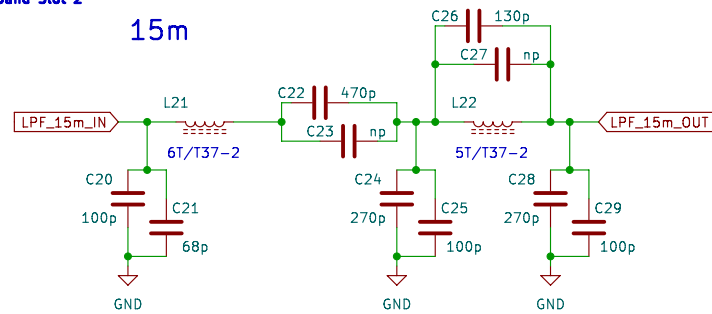 15m
C26 130p
C27 np
C22 470p
L21
L22
C23 np
LPF_15m_IN
LPF_15m_OUT
6T/T37-2
5T/T37-2
C20
C24
C28
C21
C25
C29
100p
270p
270p
68p
100p
100p
GND
GND
GND